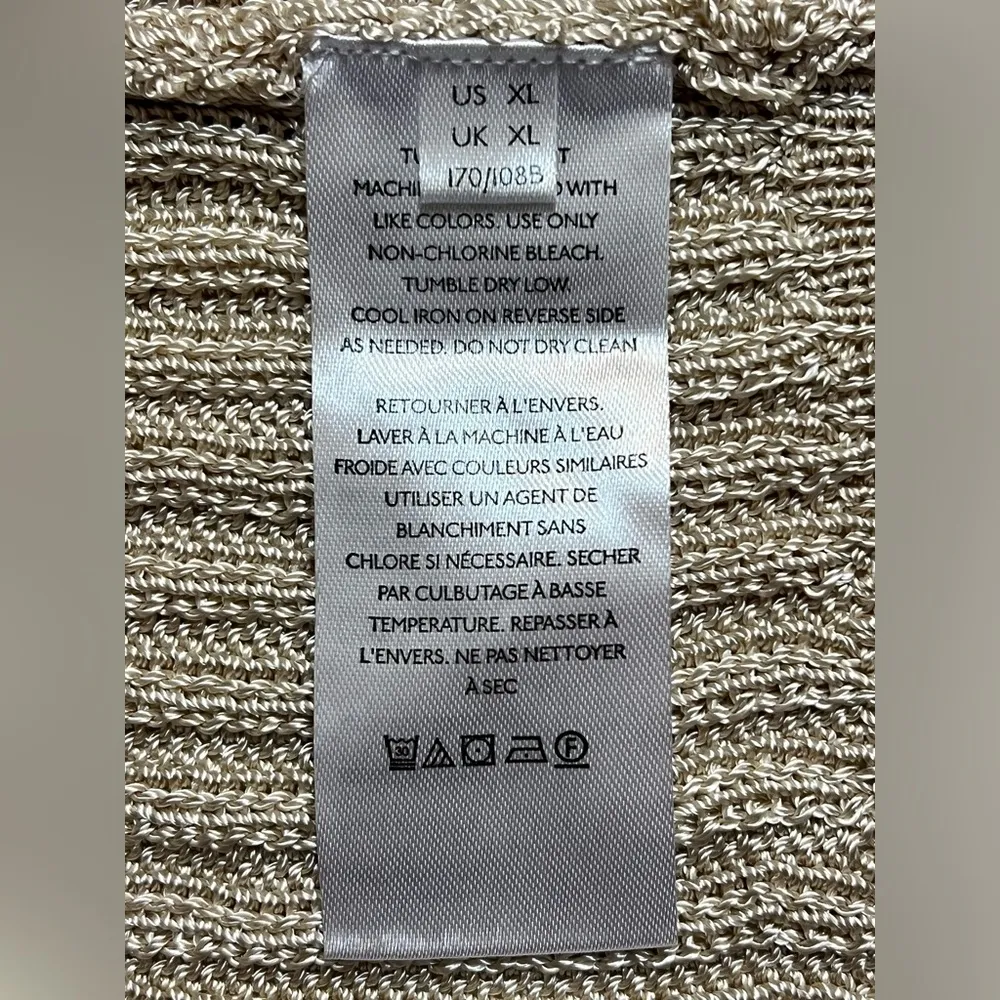 US XL
UK XL
170/108B
LIKE COLORS. USE ONLY
NON-CHLORINE BLEACH.
TUMBLE DRY LOW.
COOL IRON ON REVERSE SIDE
AS NEEDED. DO NOT DRY CLEAN
RETOURNER À L'ENVERS.
LAVER À LA MACHINE À L'EAU
FROIDE AVEC COULEURS SIMILAIRES
UTILISER UN AGENT DE
BLANCHIMENT SANS
CHLORE SI NÉCESSAIRE. SECHER
PAR CULBUTAGE À BASSE
TEMPERATURE. REPASSER À
L'ENVERS. NE PAS NETTOYER
À SEC
30 F